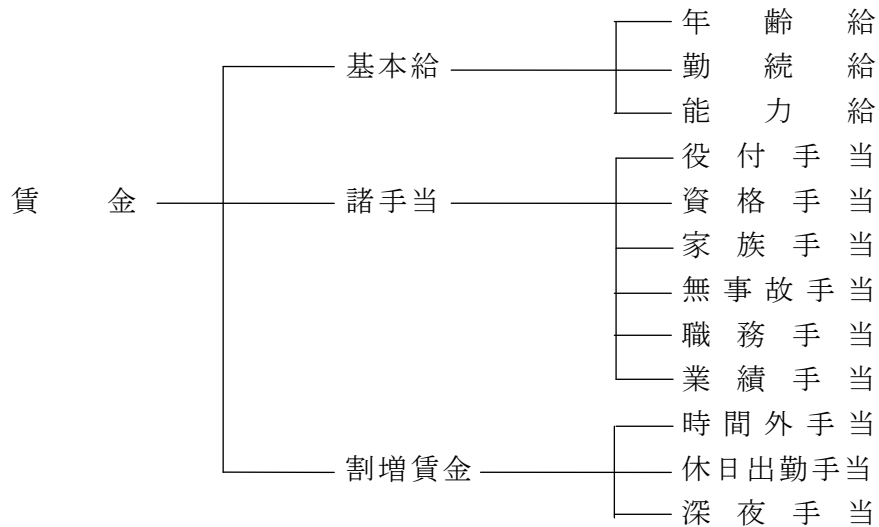 年齢給
基本給 勤続給
能力給
役付手当
賃金 諸手当 資格手当
家族手当
無事故手当
職務手当
業績手当
時間外手当
割増賃金 休日出勤手当
深夜手当